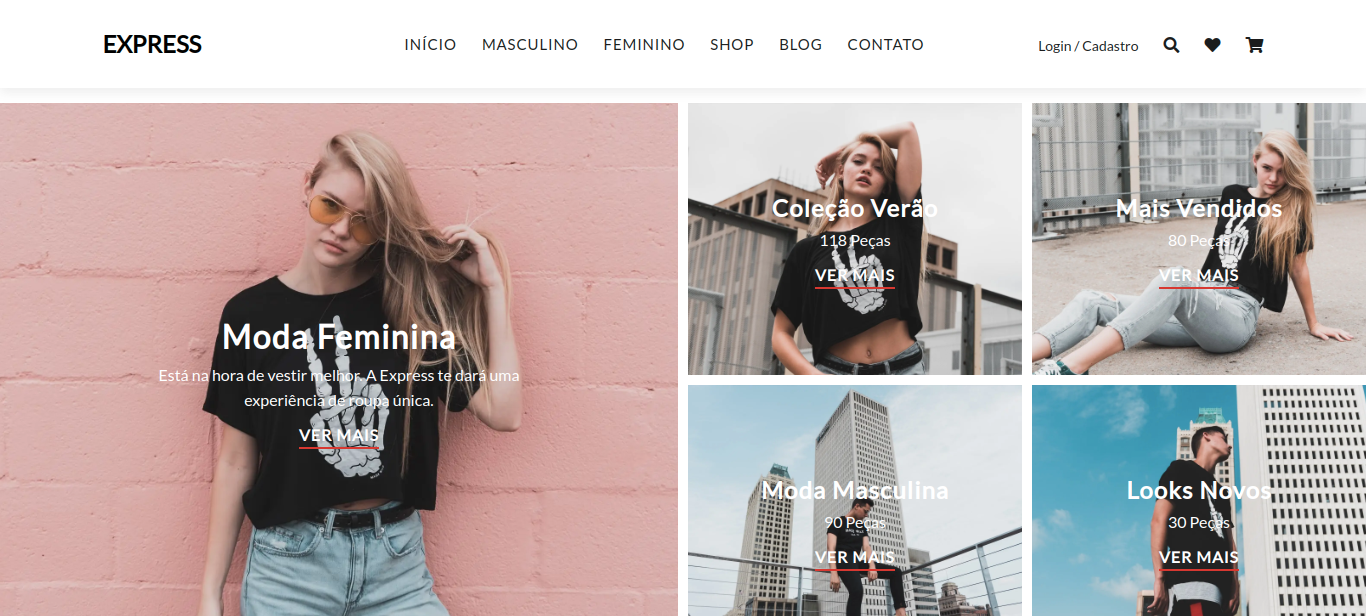 EXPRESS
INÍCIO MASCULINO FEMININO SHOP BLOG CONTATO
Login / Cadastro
Moda Feminina
Está na hora de vestir melhor. A Express te dará uma
experiência de roupa única.
VER MAIS
Coleção Verão
118 Peças
VER MAIS
Mais Vendidos
80 Peças
VER MAIS
Moda Masculina
90 Peças
VER MAIS
Looks Novos
30 Peças
VER MAIS